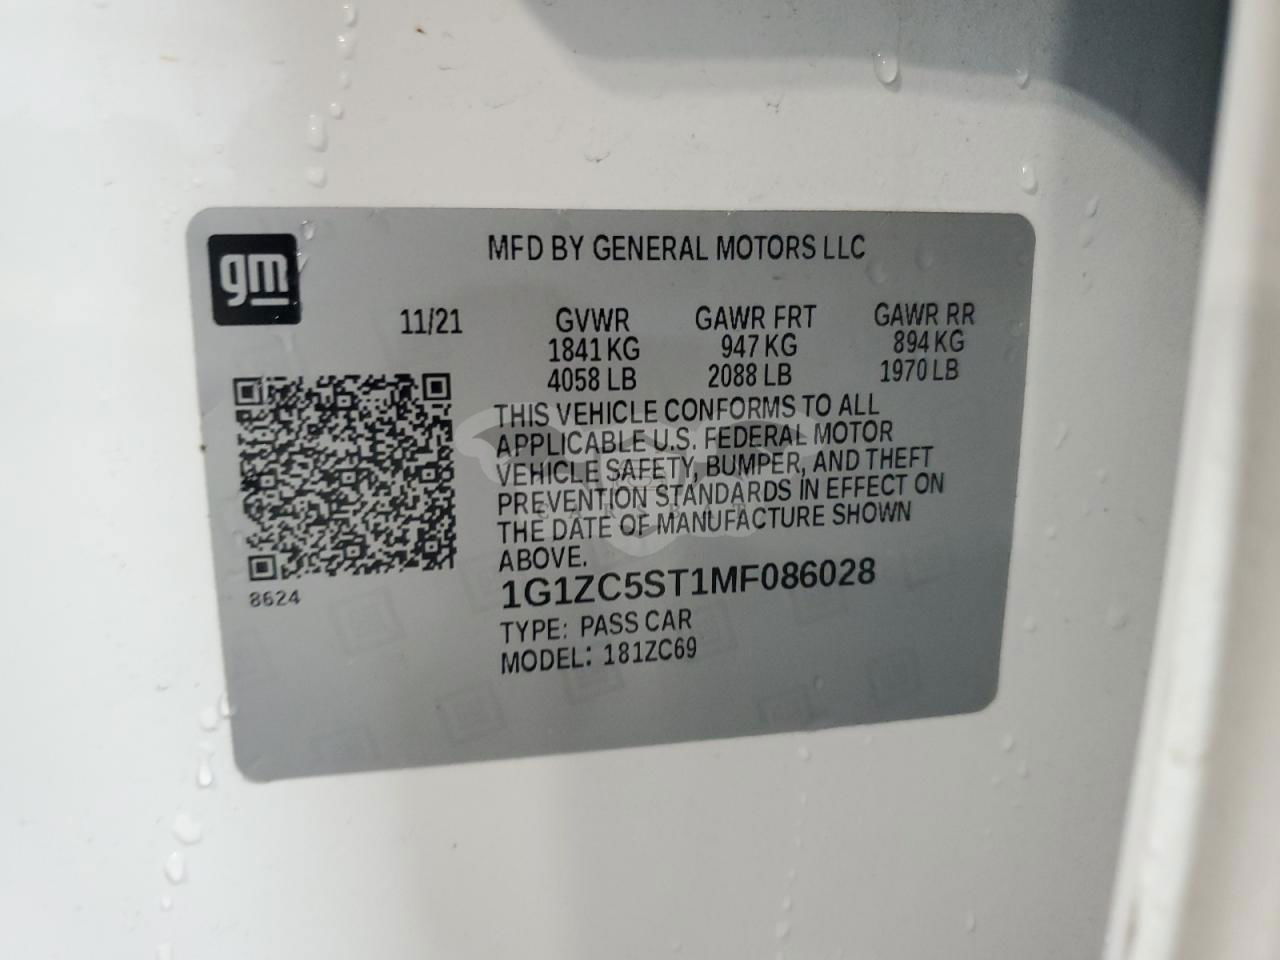 gm
MFD BY GENERAL MOTORS LLC
11/21 GVWR GAWR FRT GAWR RR
1841 KG 947 KG 894 KG
4058 LB 2088 LB 1970 LB
THIS VEHICLE CONFORMS TO ALL
APPLICABLE U.S. FEDERAL MOTOR
VEHICLE SAFETY, BUMPER, AND THEFT
PREVENTION STANDARDS IN EFFECT ON
THE DATE OF MANUFACTURE SHOWN
ABOVE.
8624
1G1ZC5ST1MF086028
TYPE: PASS CAR
MODEL: 181ZC69